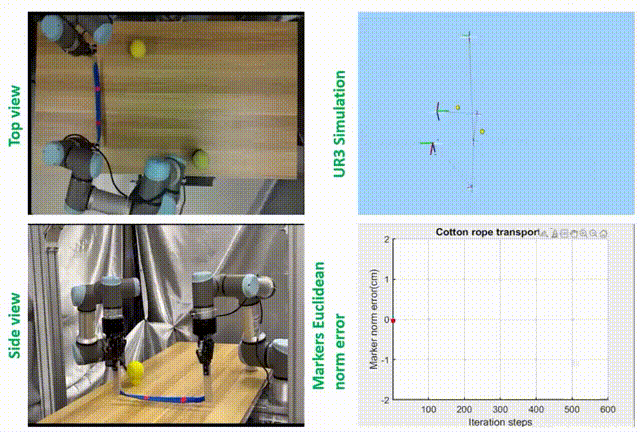 Top view
UR3 Simulation
Side view
Markers Euclidean
norm error
Cotton rope transport
Marker norm error(cm)
2
1
0
-1
-2
100 200 300 400 500 600
Iteration steps